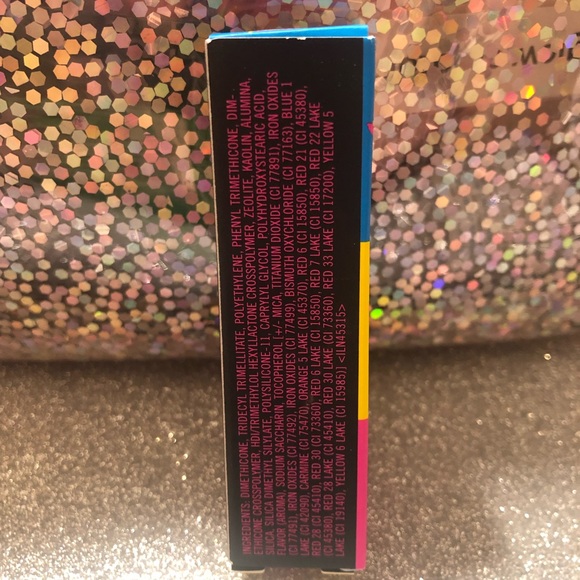 INGREDIENTS: DIMETHICONE, TRIDECYL TRIMELLITATE, POLYETHYLENE, PHENYL TRIMETHICONE, DIM-
ETHICONE CROSSPOLYMER, HDI/TRIMETHYLOL HEXYLLACTONE CROSSPOLYMER, ZEOLITE, KAOLIN, ALUMINA,
SILICA, SILICA DIMETHYL SILYLATE, POLYSILICONE-11, CAPRYLYL GLYCOL, POLYHYDROXYSTEARIC ACID,
FLAVOR (AROMA), SODIUM SACCHARIN, TOCOPHEROL [+/- MICA, TITANIUM DIOXIDE (CI 77891), IRON OXIDES
(CI 77491), IRON OXIDES (CI 77492), IRON OXIDES (CI 77499), BISMUTH OXYCHLORIDE (CI 77163), BLUE 1
LAKE (CI 42090), CARMINE (CI 75470), ORANGE 5 LAKE (CI 45370), RED 6 (CI 15850), RED 21 (CI 45380),
RED 28 (CI 45410), RED 30 (CI 73360), RED 6 LAKE (CI 15850), RED 7 LAKE (CI 15850), RED 22 LAKE
(CI 45380), RED 28 LAKE (CI 45410), RED 30 LAKE (CI 73360), RED 33 LAKE (CI 17200), YELLOW 5
LAKE (CI 19140), YELLOW 6 LAKE (CI 15985)] <ILN45315>